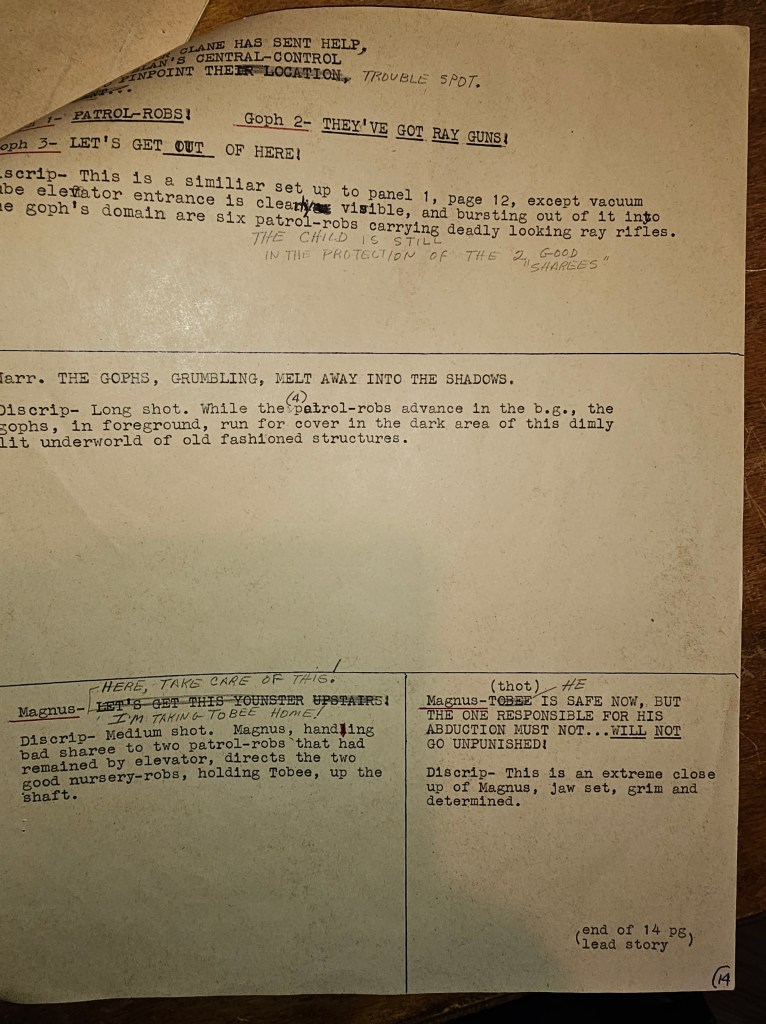 CLANE HAS SENT HELP,
AN'S CENTRAL-CONTROL
PINPOINT THEIR LOCATION, TROUBLE SPOT.
1- PATROL-ROBS! Goph 2- THEY'VE GOT RAY GUNS!
oph 3- LET'S GET OUT OF HERE!
iscrip- This is a similiar set up to panel 1, page 12, except vacuum
ube elevator entrance is clearly visible, and bursting out of it into
he goph's domain are six patrol-robs carrying deadly looking ray rifles.
THE CHILD IS STILL
IN THE PROTECTION OF THE 2 GOOD
"SHAREES"
Narr. THE GOPHS, GRUMBLING, MELT AWAY INTO THE SHADOWS.
(4)
Discrip- Long shot. While the patrol-robs advance in the b.g., the
gophs, in foreground, run for cover in the dark area of this dimly
lit underworld of old fashioned structures.
HERE, TAKE CARE OF THIS!
Magnus- LET'S GET THIS YOUNSTER UPSTAIRS!
I'M TAKING TOBEE HOME!
Discrip- Medium shot. Magnus, handing
bad sharee to two patrol-robs that had
remained by elevator, directs the two
good nursery-robs, holding Tobee, up the
shaft.
(thot) HE
Magnus-TOBEE IS SAFE NOW, BUT
THE ONE RESPONSIBLE FOR HIS
ABDUCTION MUST NOT...WILL NOT
GO UNPUNISHED!
Discrip- This is an extreme close
up of Magnus, jaw set, grim and
determined.
(end of 14 pg.
lead story)
14